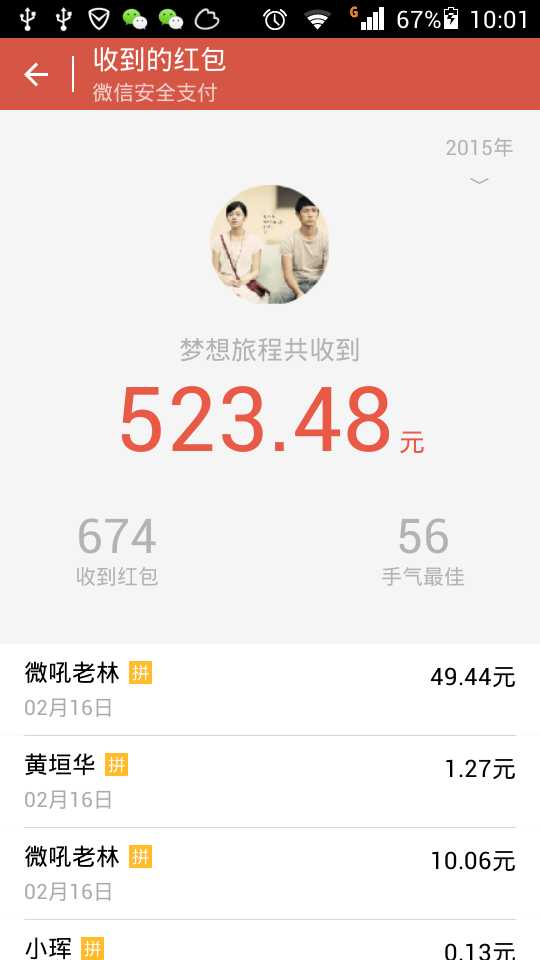 G
67%
10:01
收到的红包
微信安全支付
2015年
梦想旅程共收到
523.48元
674
56
收到红包
手气最佳
微吼老林 拼
49.44元
02月16日
黄垣华 拼
1.27元
02月16日
微吼老林 拼
10.06元
02月16日
小珲 拼
0.13元